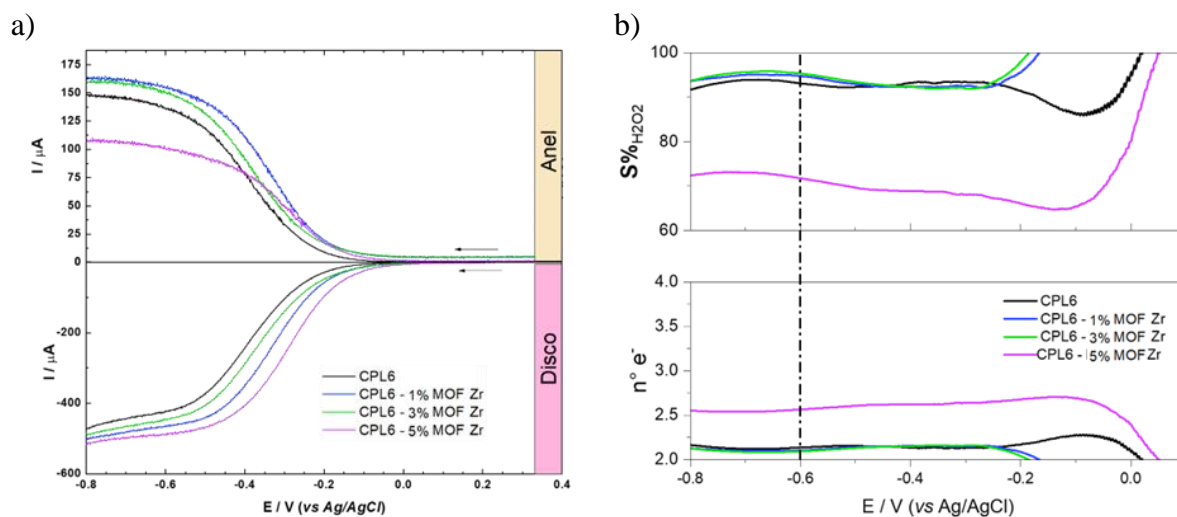 a)
175
150
125
100
75
50
25
0
I / µA
Anel
-200
-400
-600
I / µA
Disco
CPL6
CPL6 - 1% MOF Zr
CPL6 - 3% MOF Zr
CPL6 - 5% MOF Zr
-0.8 -0.6 -0.4 -0.2 0.0 0.2 0.4
E / V (vs Ag/AgCl)
b)
100
80
60
S%H2O2
4.0
3.5
3.0
2.5
2.0
n° e-
CPL6
CPL6 - 1% MOF Zr
CPL6 - 3% MOF Zr
CPL6 - 5% MOF Zr
-0.8 -0.6 -0.4 -0.2 0.0
E / V (vs Ag/AgCl)